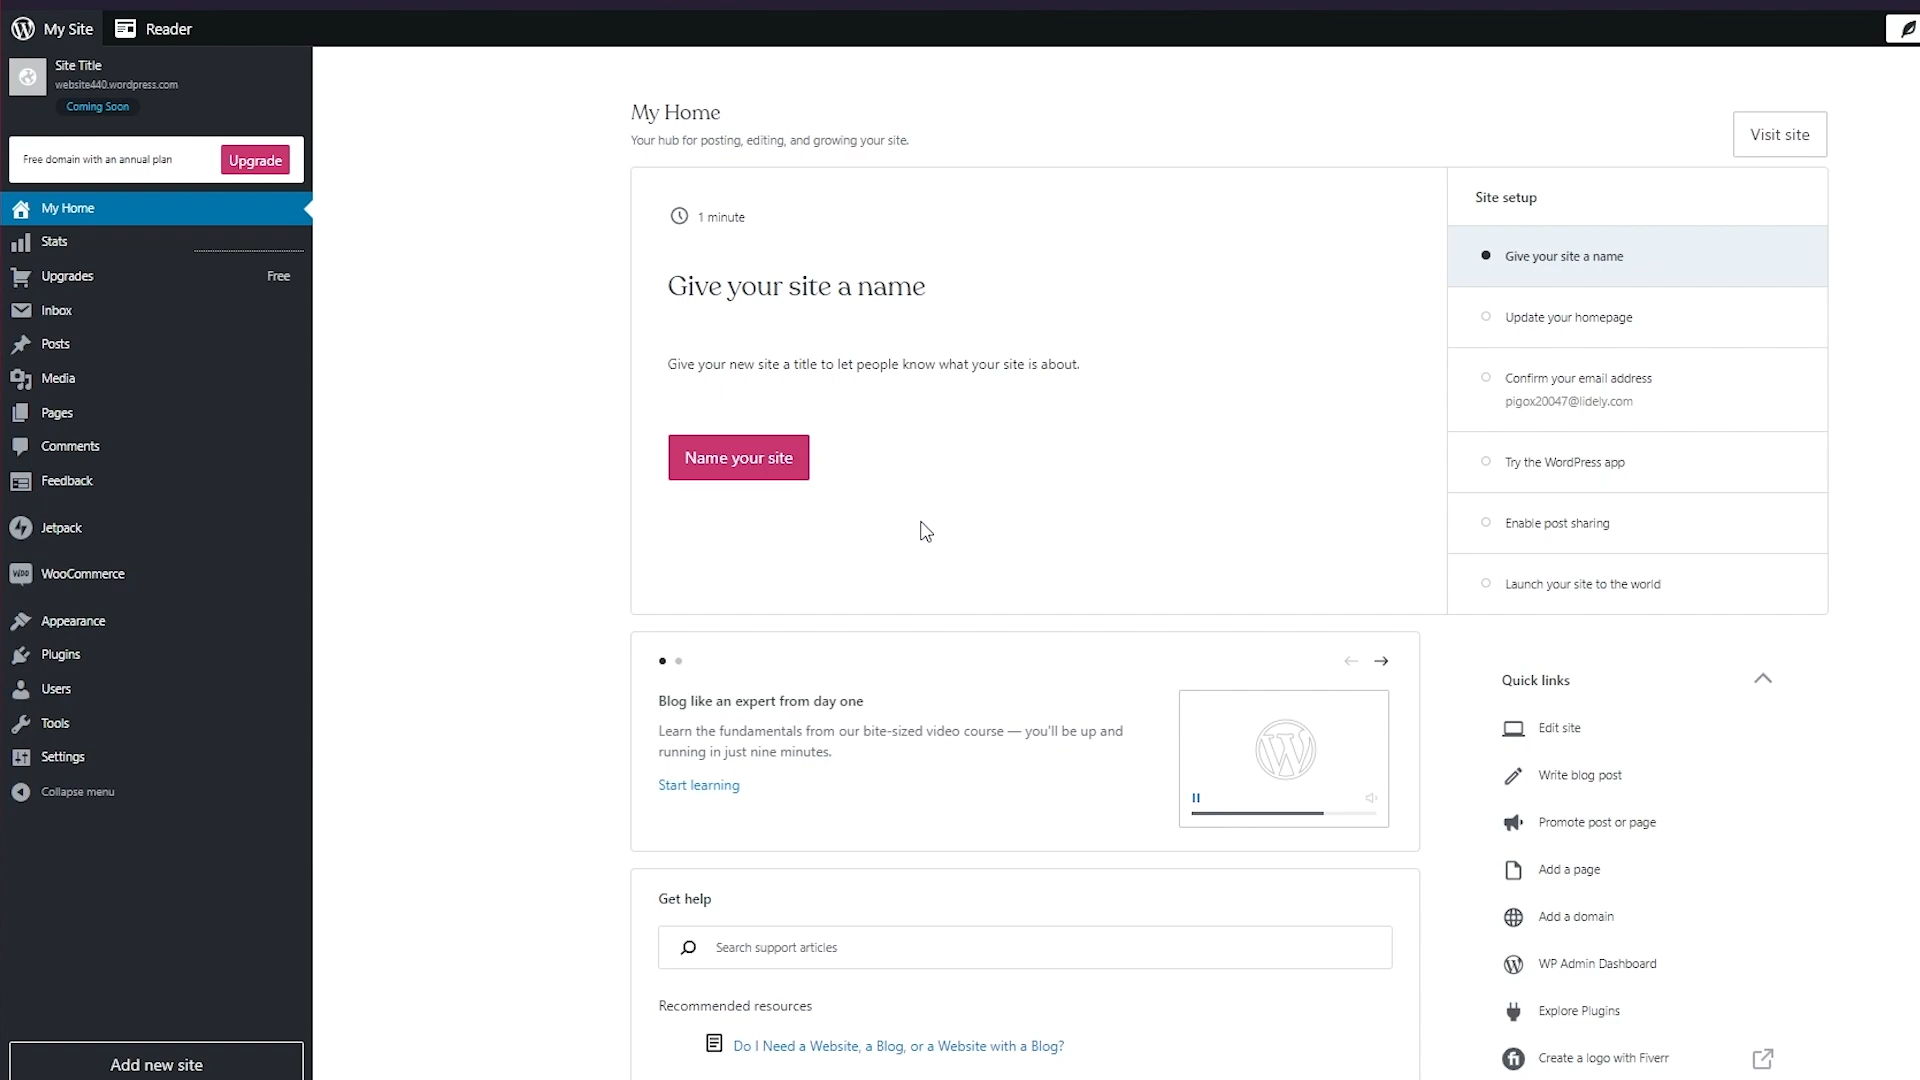 My Site
Reader
Site Title
website440.wordpress.com
Coming Soon
Free domain with an annual plan
Upgrade
My Home
Stats
Upgrades
Free
Inbox
Posts
Media
Pages
Comments
Feedback
Jetpack
WooCommerce
Appearance
Plugins
Users
Tools
Settings
Collapse menu
Add new site
My Home
Your hub for posting, editing, and growing your site.
Visit site
1 minute
Give your site a name
Give your new site a title to let people know what your site is about.
Name your site
Site setup
Give your site a name
Update your homepage
Confirm your email address
pigox20047@lidely.com
Try the WordPress app
Enable post sharing
Launch your site to the world
Blog like an expert from day one
Learn the fundamentals from our bite-sized video course — you'll be up and
running in just nine minutes.
Start learning
Get help
Search support articles
Recommended resources
Do I Need a Website, a Blog, or a Website with a Blog?
Quick links
Edit site
Write blog post
Promote post or page
Add a page
Add a domain
WP Admin Dashboard
Explore Plugins
Create a logo with Fiverr